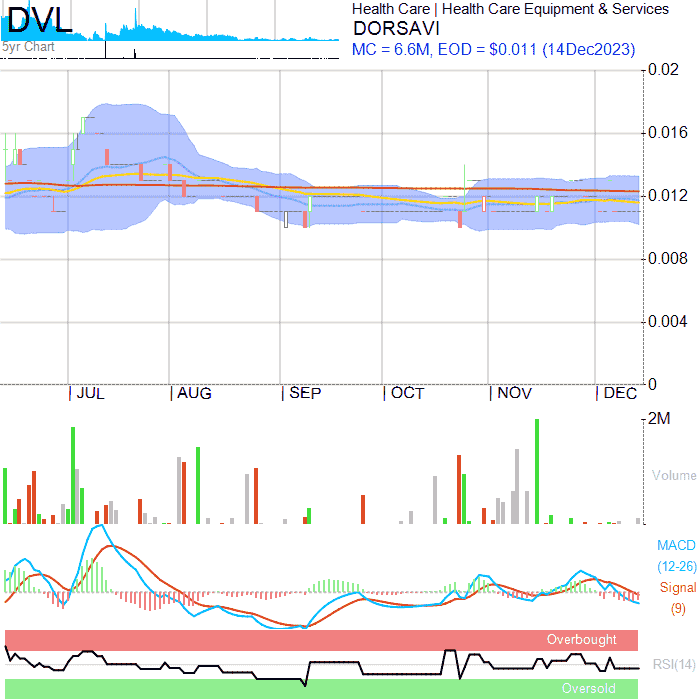 DVL
5yr Chart
Health Care | Health Care Equipment & Services
DORSAVI
MC = 6.6M, EOD = $0.011 (14Dec2023)
0.02
0.016
0.012
0.008
0.004
0
JUL
AUG
SEP
OCT
NOV
DEC
2M
Volume
MACD
(12-26)
Signal
(9)
Overbought
RSI(14)
Oversold